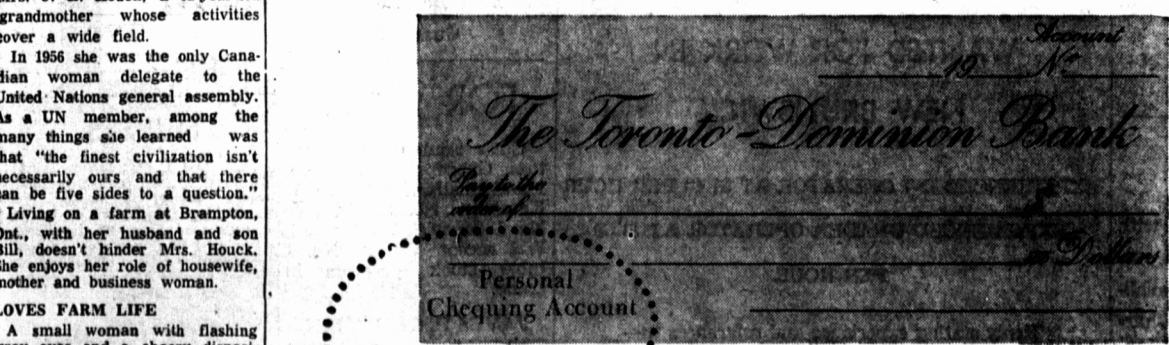 grandmother whose activities
cover a wide field.
In 1956 she was the only Cana-
dian woman delegate to the
United Nations general assembly.
As a UN member, among the
many things she learned was
that "the finest civilization isn't
necessarily ours and that there
can be five sides to a question."
Living on a farm at Brampton,
Ont., with her husband and son
Bill, doesn't hinder Mrs. Houck.
She enjoys her role of housewife,
mother and business woman.
LOVES FARM LIFE
A small woman with flashing
Account
19 No
The Toronto-Dominion Bank
Pay to the
order of $
Dollars
Personal
Chequing Account